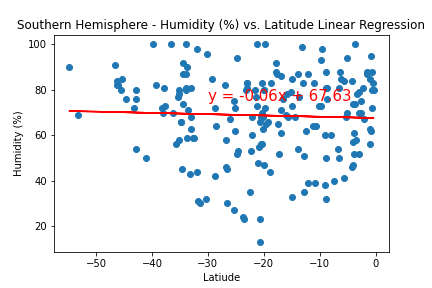 Southern Hemisphere - Humidity (%) vs. Latitude Linear Regression
100
80
60
40
20
Humidity (%)
y = -0.06x + 67.63
−50
−40
−30
−20
−10
0
Latiude